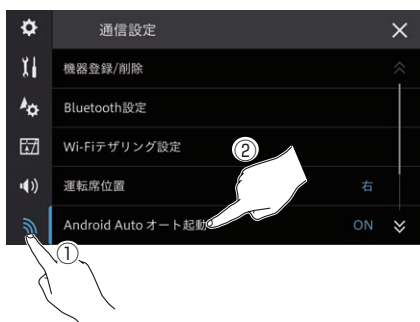 通信設定
機器登録/削除
Bluetooth設定
Wi-Fiテザリング設定
②
運転席位置 右
Android Auto オート起動 ON
①